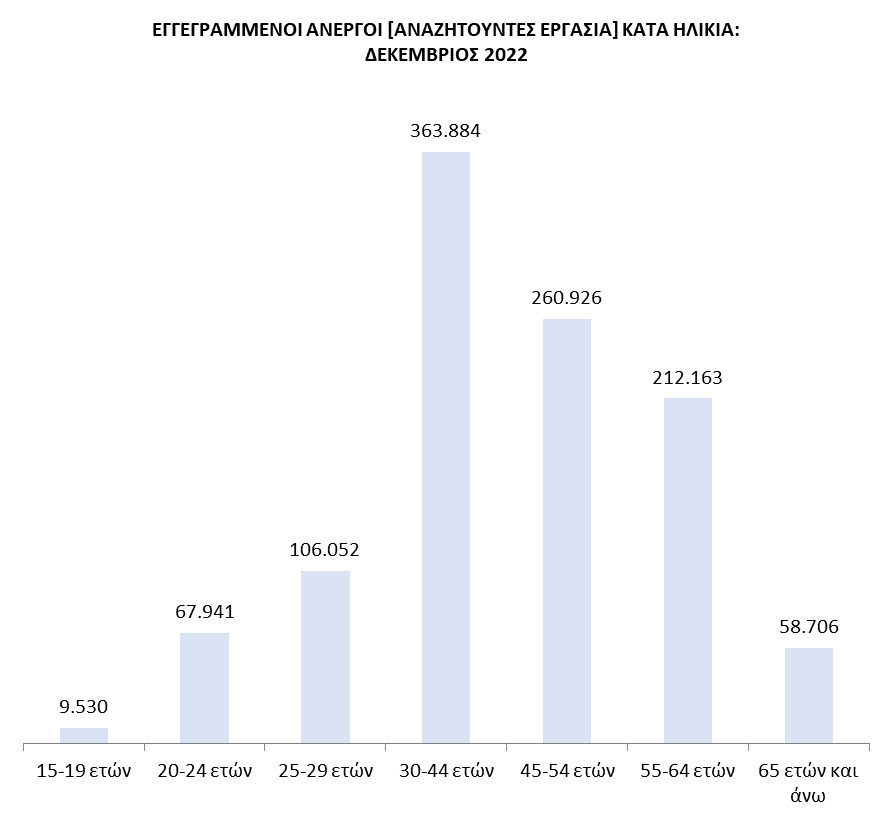 ΕΓΓΕΓΡΑΜΜΕΝΟΙ ΑΝΕΡΓΟΙ [ΑΝΑΖΗΤΟΥΝΤΕΣ ΕΡΓΑΣΙΑ] ΚΑΤΑ ΗΛΙΚΙΑ:
ΔΕΚΕΜΒΡΙΟΣ 2022
363.884
260.926
212.163
106.052
67.941
58.706
9.530
15-19 ετών 20-24 ετών 25-29 ετών 30-44 ετών 45-54 ετών 55-64 ετών 65 ετών και
άνω